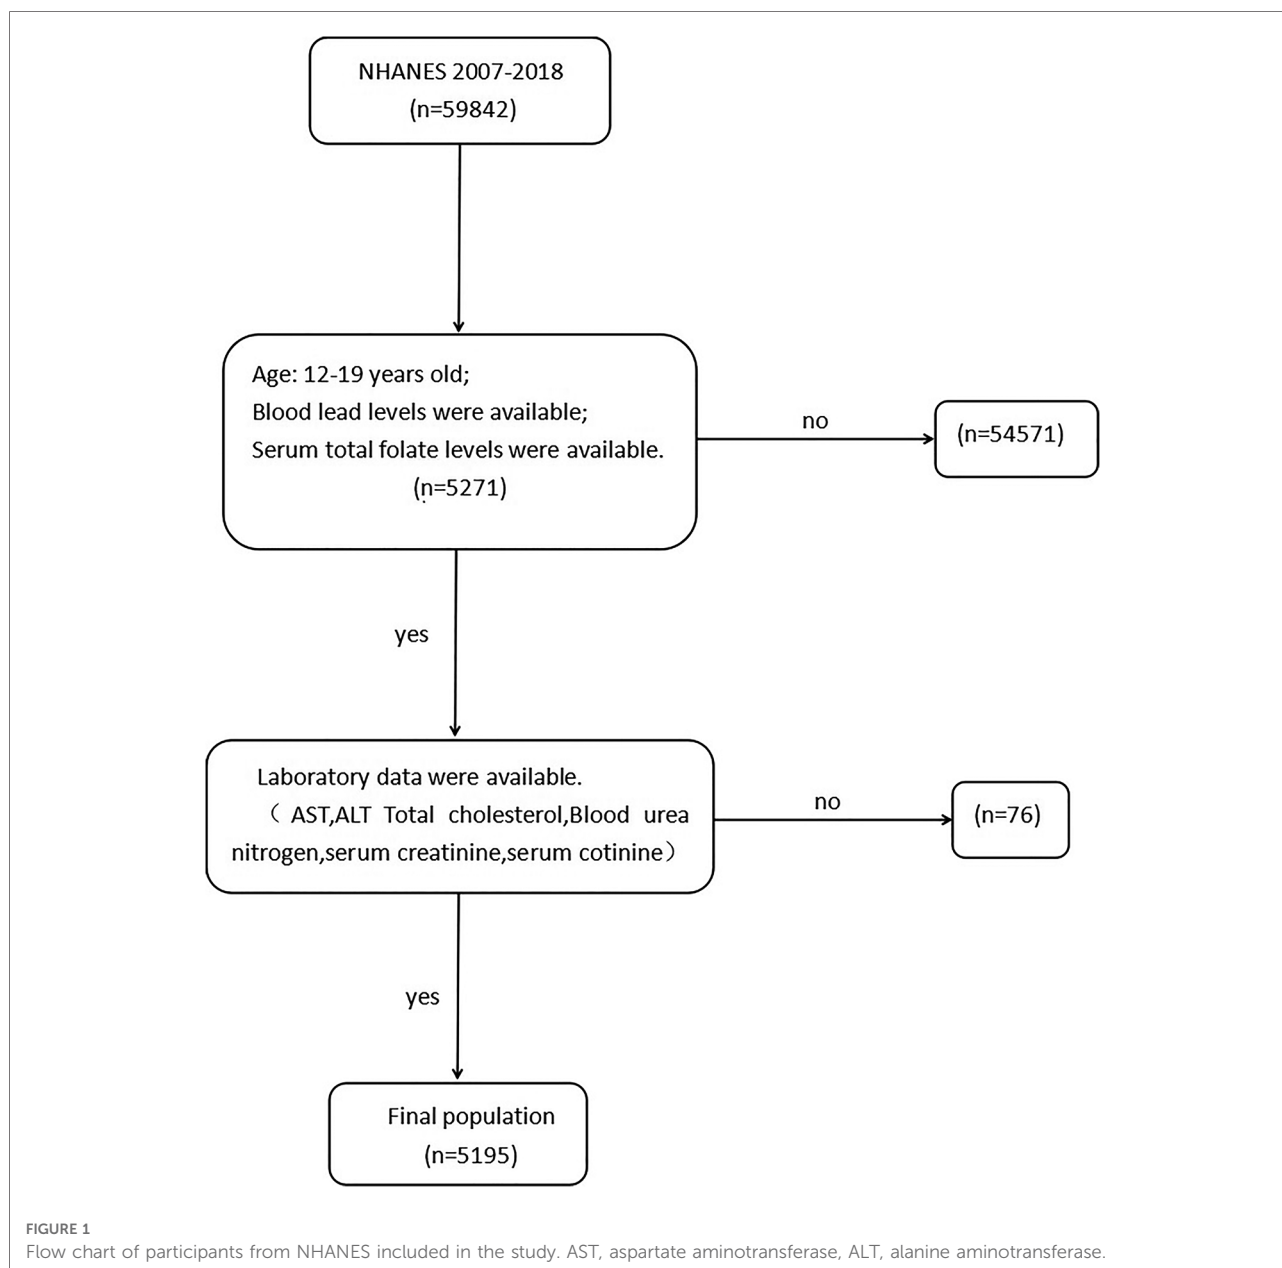 NHANES 2007-2018
(n=59842)
Age: 12-19 years old;
Blood lead levels were available;
Serum total folate levels were available.
(n=5271)
no
(n=54571)
yes
Laboratory data were available.
（ AST,ALT Total cholesterol,Blood urea
nitrogen,serum creatinine,serum cotinine）
no
(n=76)
yes
Final population
(n=5195)
FIGURE 1
Flow chart of participants from NHANES included in the study. AST, aspartate aminotransferase, ALT, alanine aminotransferase.